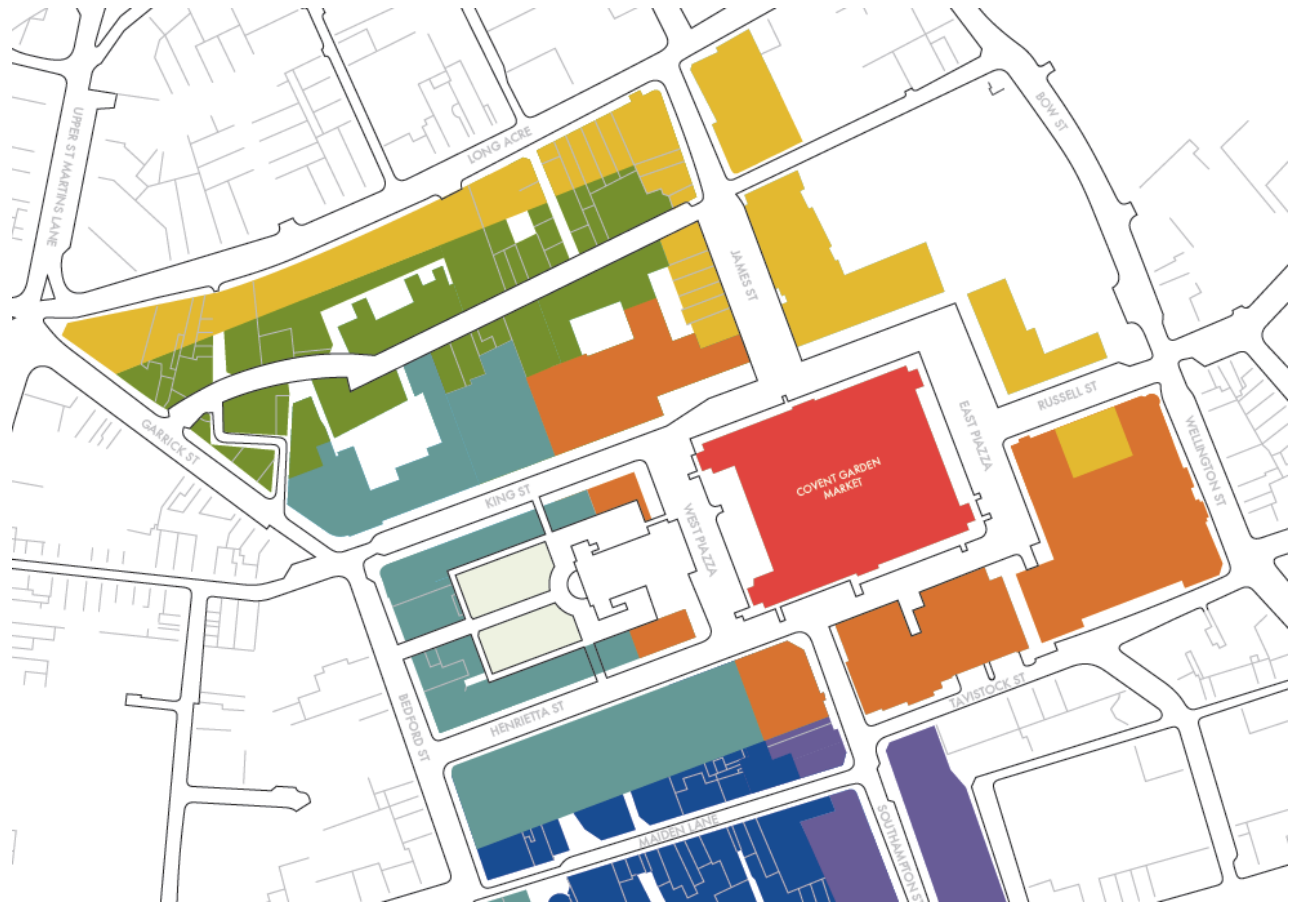 UPPER ST MARTINS LANE
LONG ACRE
BOW ST
JAMES ST
GARRICK ST
RUSSELL ST
EAST PIAZZA
WELLINGTON ST
COVENT GARDEN
MARKET
KING ST
WEST PIAZZA
BEDFORD ST
HENRIETTA ST
TAVISTOCK ST
MAIDEN LANE
SOUTHAMPTON ST